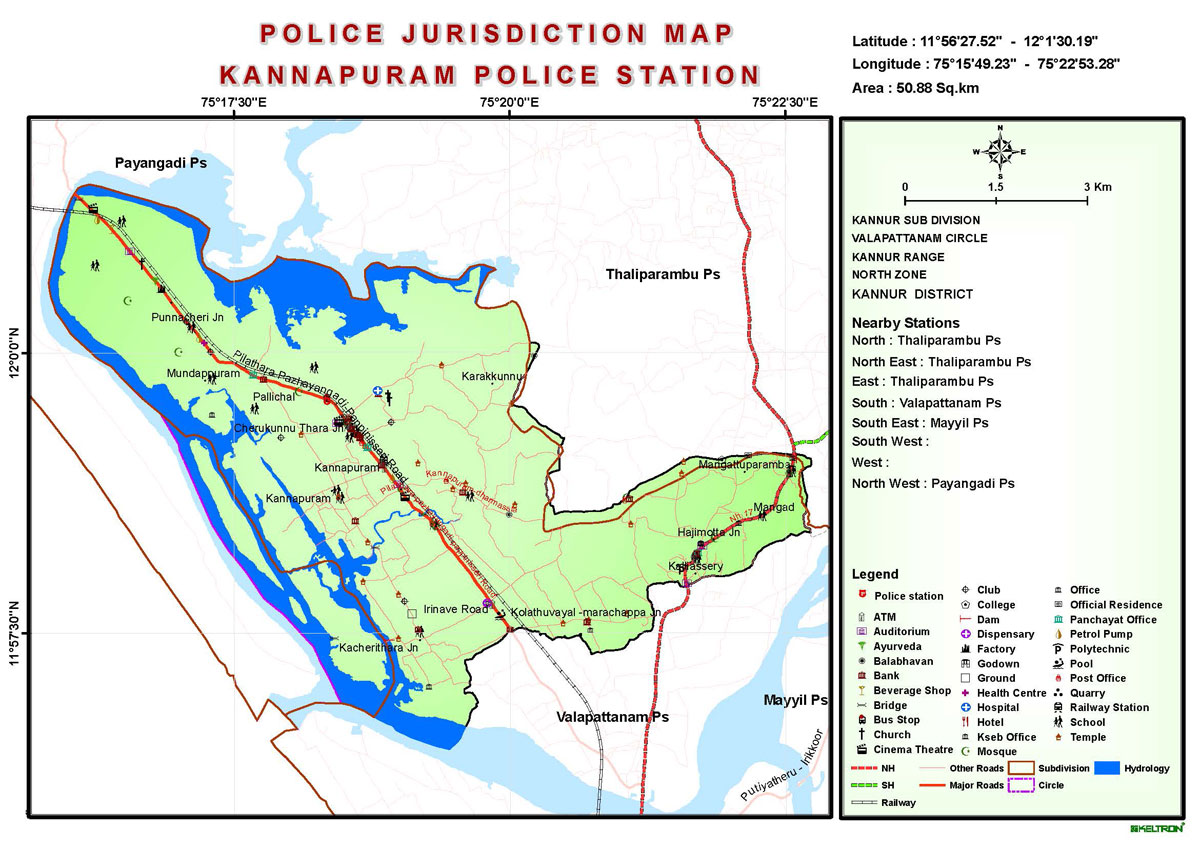 POLICE JURISDICTION MAP
KANNAPURAM POLICE STATION
Latitude : 11°56'27.52" - 12°1'30.19"
Longitude : 75°15'49.23" - 75°22'53.28"
Area : 50.88 Sq.km
75°17'30"E
75°20'0"E
75°22'30"E
12°0'0"N
11°57'30"N
Payangadi Ps
Thaliparambu Ps
Punnacheri Jn
Mundappuram
Pilathara Pazhayangadi-Pappinisseri Road
Pallichal
Karakkunnu
Cherukunnu Thara Jn
Kannapuram
Kannapuram
Mangattuparamba
Mangad
Nh 17
Hajimotta Jn
Irinave Road
Kolathuvayal -marachappa Jn
Kacherithara Jn
Valapattanam Ps
Mayyil Ps
Putiyatheru - Irikkoor
N
W
E
S
0
1.5
3 Km
KANNUR SUB DIVISION
VALAPATTANAM CIRCLE
KANNUR RANGE
NORTH ZONE
KANNUR DISTRICT
Nearby Stations
North : Thaliparambu Ps
North East : Thaliparambu Ps
East : Thaliparambu Ps
South : Valapattanam Ps
South East : Mayyil Ps
South West :
West :
North West : Payangadi Ps
Legend
Police station
ATM
Auditorium
Ayurveda
Balabhavan
Bank
Beverage Shop
Bridge
Bus Stop
Church
Cinema Theatre
Club
College
Dam
Dispensary
Factory
Godown
Ground
Health Centre
Hospital
Hotel
Kseb Office
Mosque
Office
Official Residence
Panchayat Office
Petrol Pump
Polytechnic
Pool
Post Office
Quarry
Railway Station
School
Temple
NH
Other Roads
Subdivision
Hydrology
SH
Major Roads
Circle
Railway
KELTRON